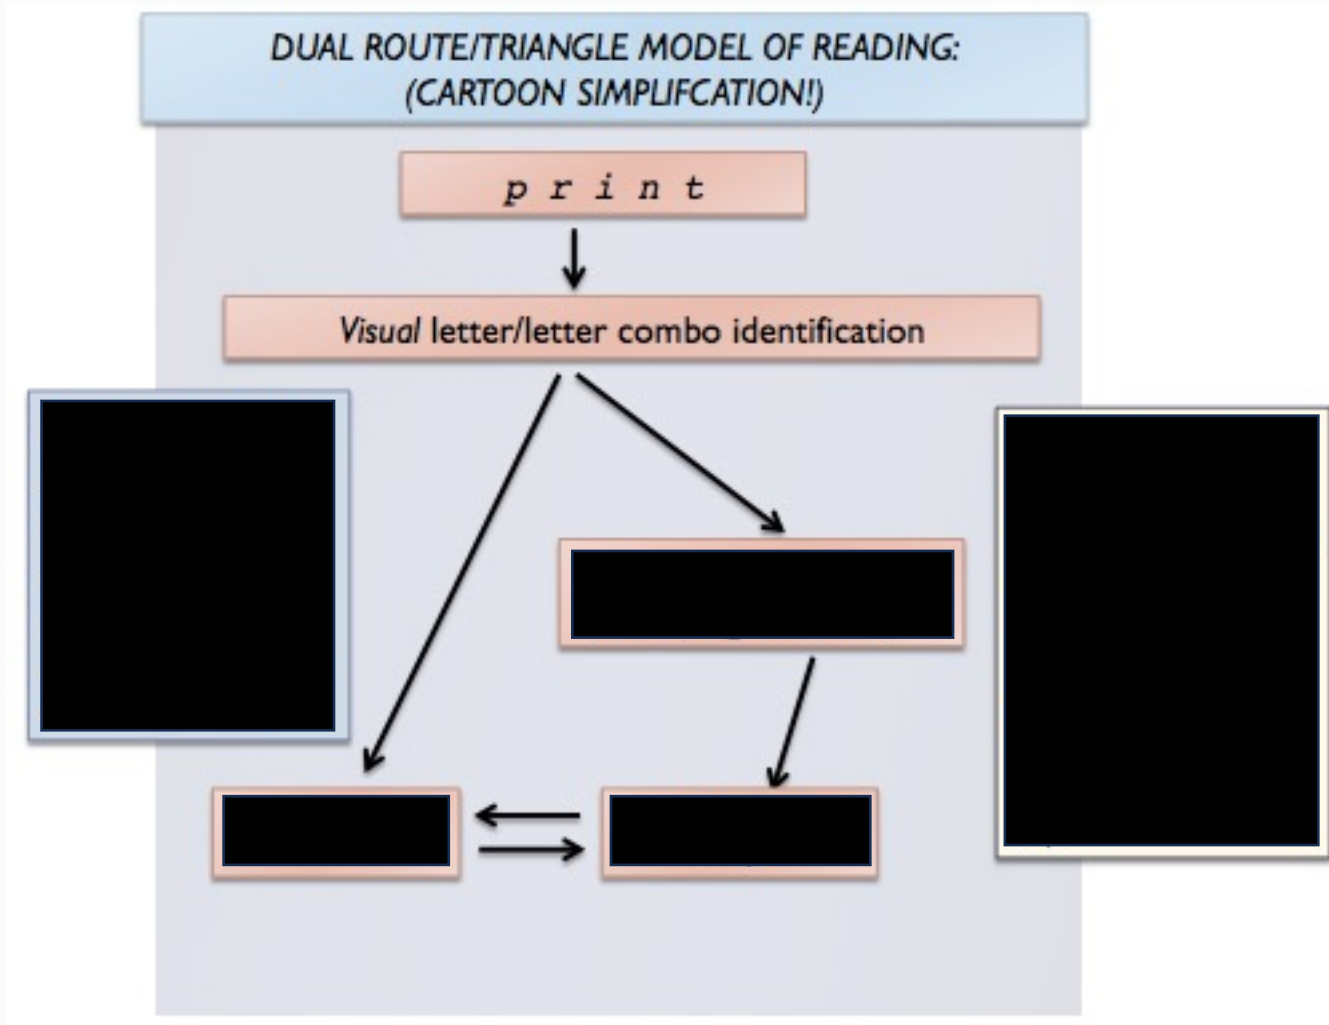 DUAL ROUTE/TRIANGLE MODEL OF READING:
(CARTOON SIMPLIFCATION!)
p r i n t
Visual letter/letter combo identification